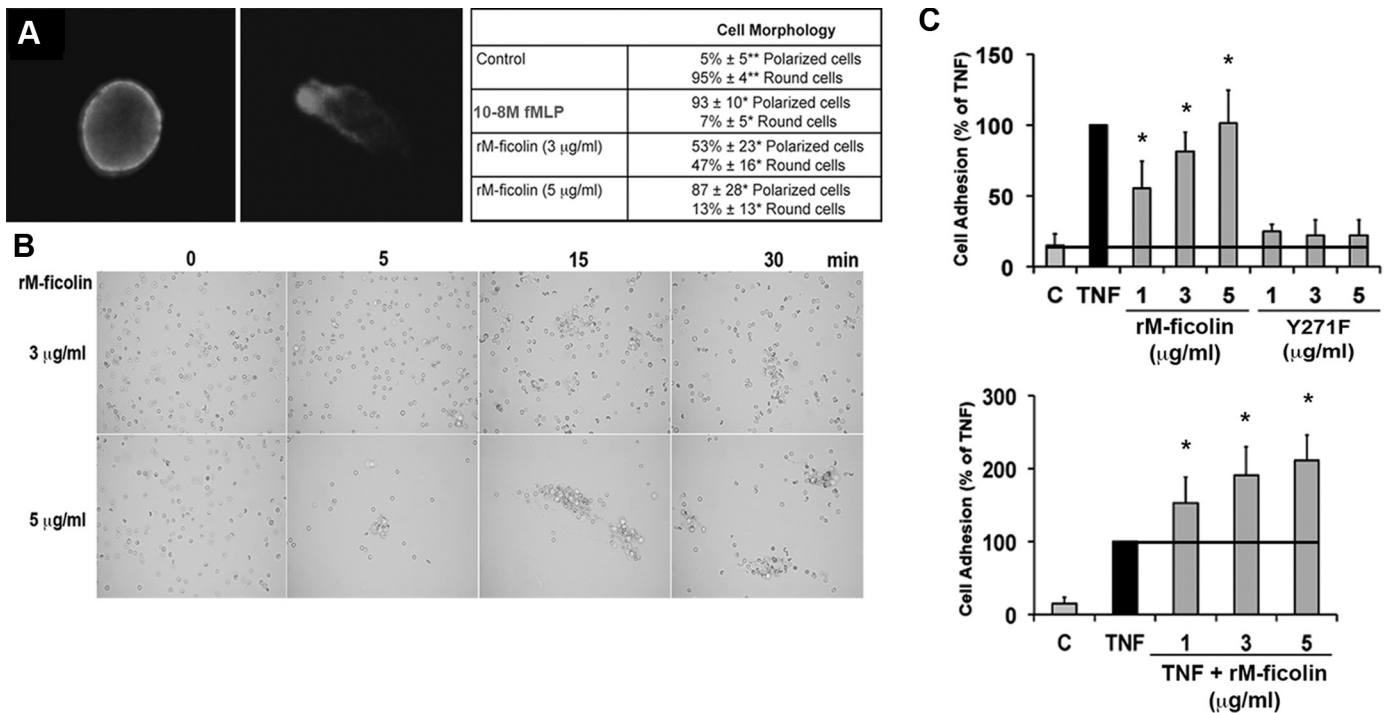 A
Cell Morphology
Control
5% ± 5** Polarized cells
95% ± 4** Round cells
10-8M fMLP
93 ± 10* Polarized cells
7% ± 5* Round cells
rM-ficolin (3 μg/ml)
53% ± 23* Polarized cells
47% ± 16* Round cells
rM-ficolin (5 μg/ml)
87 ± 28* Polarized cells
13% ± 13* Round cells
B
0 5 15 30 min
rM-ficolin
3 μg/ml
5 μg/ml
C
Cell Adhesion (% of TNF)
150
100
50
0
* * *
C TNF 1 3 5 1 3 5
rM-ficolin Y271F
(μg/ml) (μg/ml)
Cell Adhesion (% of TNF)
300
200
100
0
* * *
C TNF 1 3 5
TNF + rM-ficolin
(μg/ml)